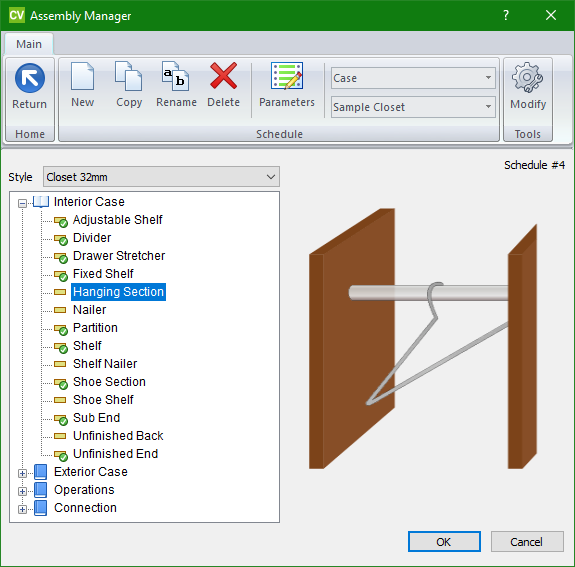 CV Assembly Manager ?
Main
Return
New
Copy
a b
Rename
Delete
Parameters
Case
Sample Closet
Modify
Home
Schedule
Tools
Schedule #4
Style Closet 32mm
Interior Case
Adjustable Shelf
Divider
Drawer Stretcher
Fixed Shelf
Hanging Section
Nailer
Partition
Shelf
Shelf Nailer
Shoe Section
Shoe Shelf
Sub End
Unfinished Back
Unfinished End
Exterior Case
Operations
Connection
OK
Cancel